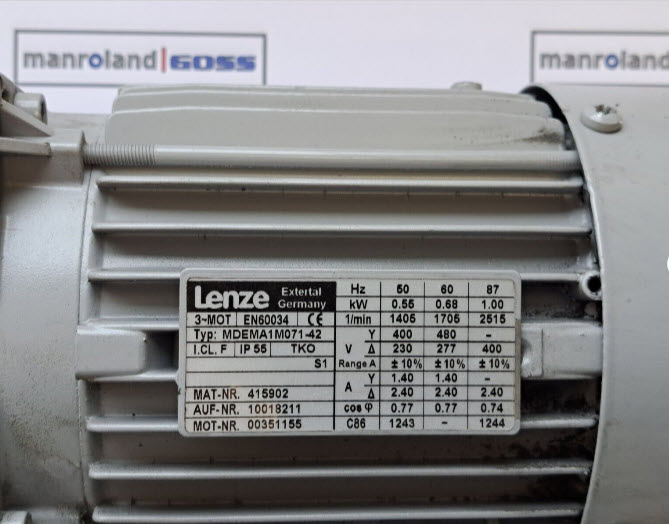 manroland GOSS
manroland
Lenze Extertal Germany
3~MOT EN60034 CE
Typ: MDEMA1M071-42
I.CL. F IP 55 TKO
S1
MAT-NR. 415902
AUF-NR. 10018211
MOT-NR. 00351155
Hz 50 60 87
kW 0.55 0.68 1.00
1/min 1405 1705 2515
V Y 400 480 -
Δ 230 277 400
Range A ±10% ±10% ±10%
A Y 1.40 1.40 -
Δ 2.40 2.40 2.40
cos φ 0.77 0.77 0.74
C86 1243 - 1244